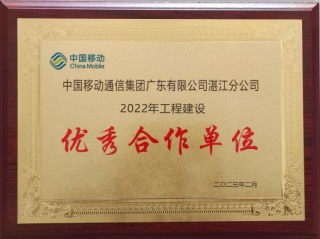 中国移动
China Mobile
中国移动通信集团广东有限公司湛江分公司
2022年工程建设
优秀合作单位
二〇二三年二月